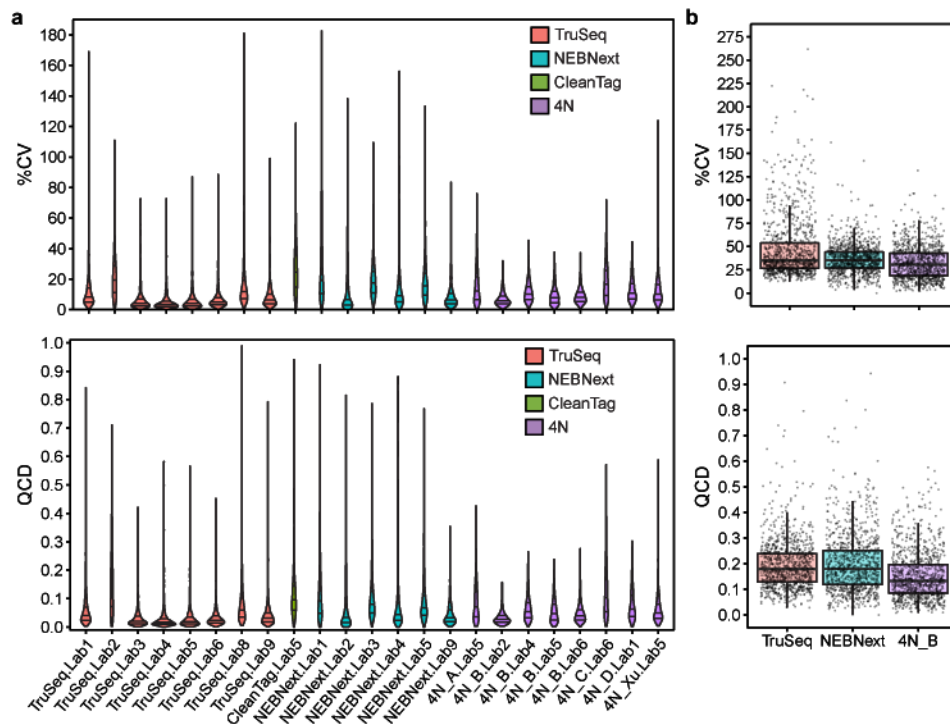 a
b
%CV
180
160
140
120
100
80
60
40
20
0
TruSeq
NEBNext
CleanTag
4N
%CV
275
250
225
200
175
150
125
100
75
50
25
0
QCD
1.0
0.9
0.8
0.7
0.6
0.5
0.4
0.3
0.2
0.1
0.0
TruSeq
NEBNext
CleanTag
4N
TruSeq.Lab1
TruSeq.Lab2
TruSeq.Lab3
TruSeq.Lab4
TruSeq.Lab5
TruSeq.Lab6
TruSeq.Lab8
TruSeq.Lab9
CleanTag.Lab5
NEBNext.Lab1
NEBNext.Lab2
NEBNext.Lab3
NEBNext.Lab4
NEBNext.Lab5
NEBNext.Lab9
4N_A.Lab5
4N_B.Lab2
4N_B.Lab4
4N_B.Lab5
4N_B.Lab6
4N_C.Lab6
4N_D.Lab1
4N_Xu.Lab5
QCD
1.0
0.9
0.8
0.7
0.6
0.5
0.4
0.3
0.2
0.1
0.0
TruSeq NEBNext 4N_B